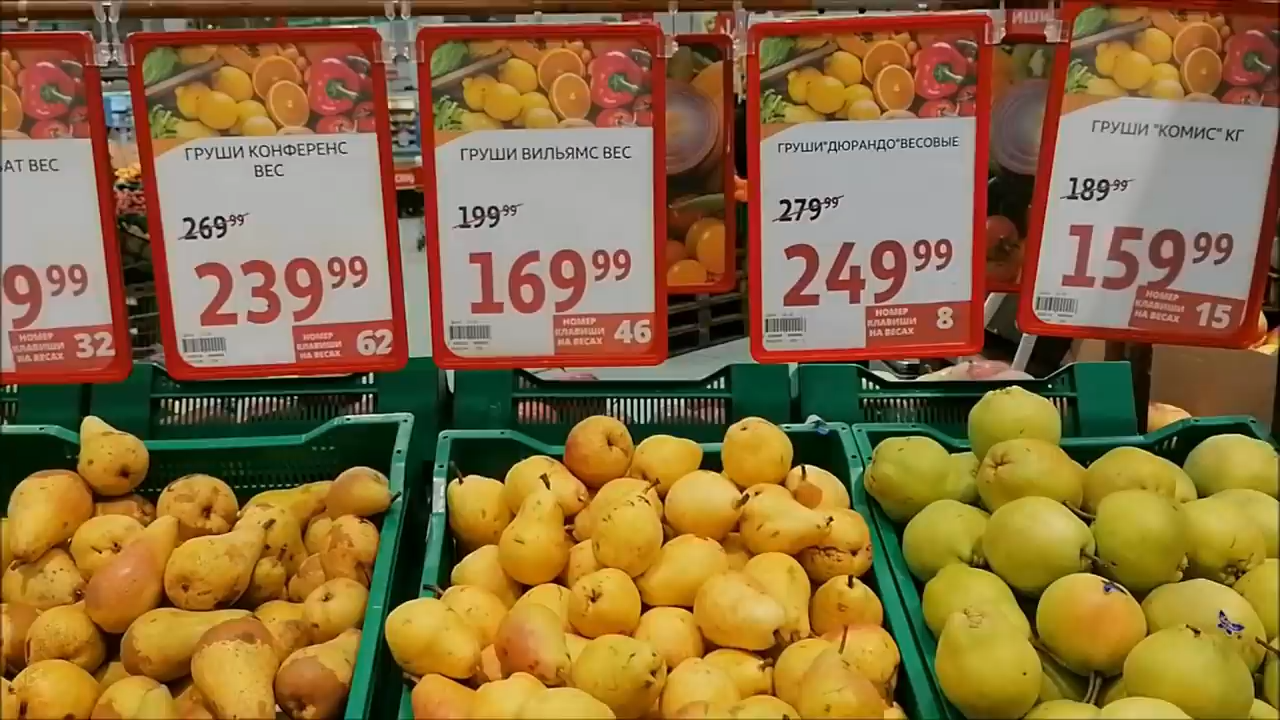 АТ ВЕС
9 99
НОМЕР
КЛАВИШИ
НА ВЕСАХ
32
ГРУШИ КОНФЕРЕНС
ВЕС
269 99
239 99
НОМЕР
КЛАВИШИ
НА ВЕСАХ
62
ГРУШИ ВИЛЬЯМС ВЕС
199 99
169 99
НОМЕР
КЛАВИШИ
НА ВЕСАХ
46
ГРУШИ"ДЮРАНДО"ВЕСОВЫЕ
279 99
249 99
НОМЕР
КЛАВИШИ
НА ВЕСАХ
8
ГРУШИ "КОМИС" КГ
189 99
159 99
НОМЕР
КЛАВИШИ
НА ВЕСАХ
15